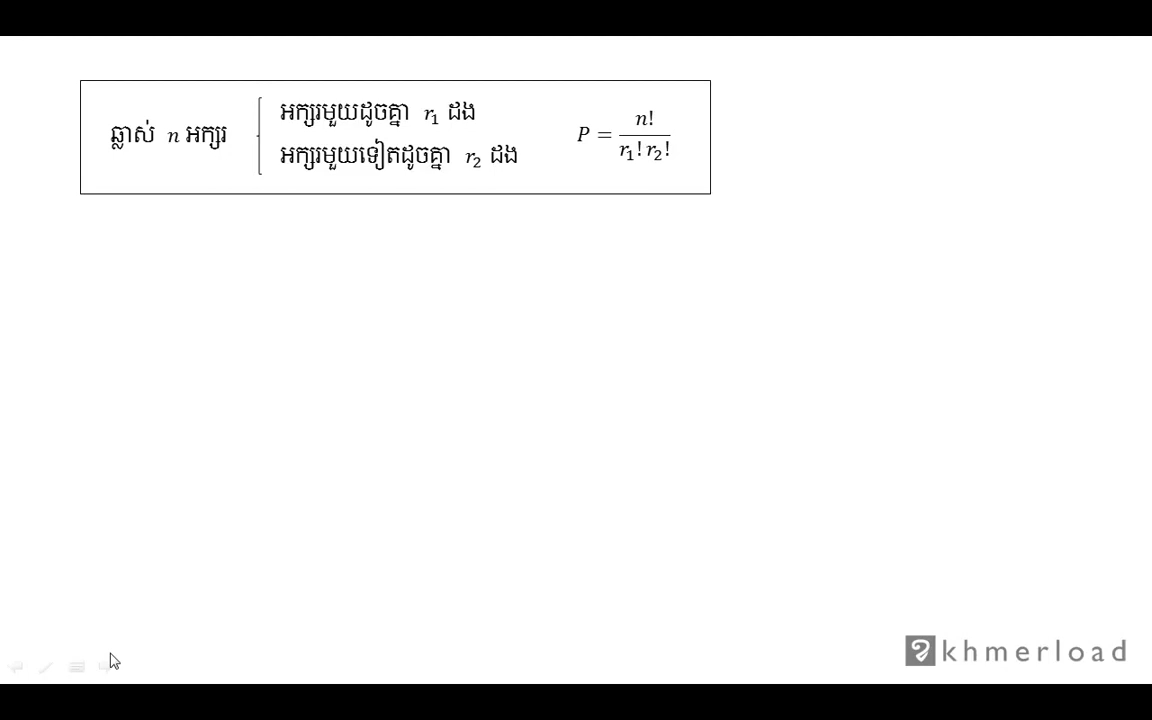 អក្សរមួយដូចគ្នា r₁ ដង
ឆ្លាស់ n អក្សរ
អក្សរមួយទៀតដូចគ្នា r₂ ដង
P = n! / r₁! r₂!
khmerload